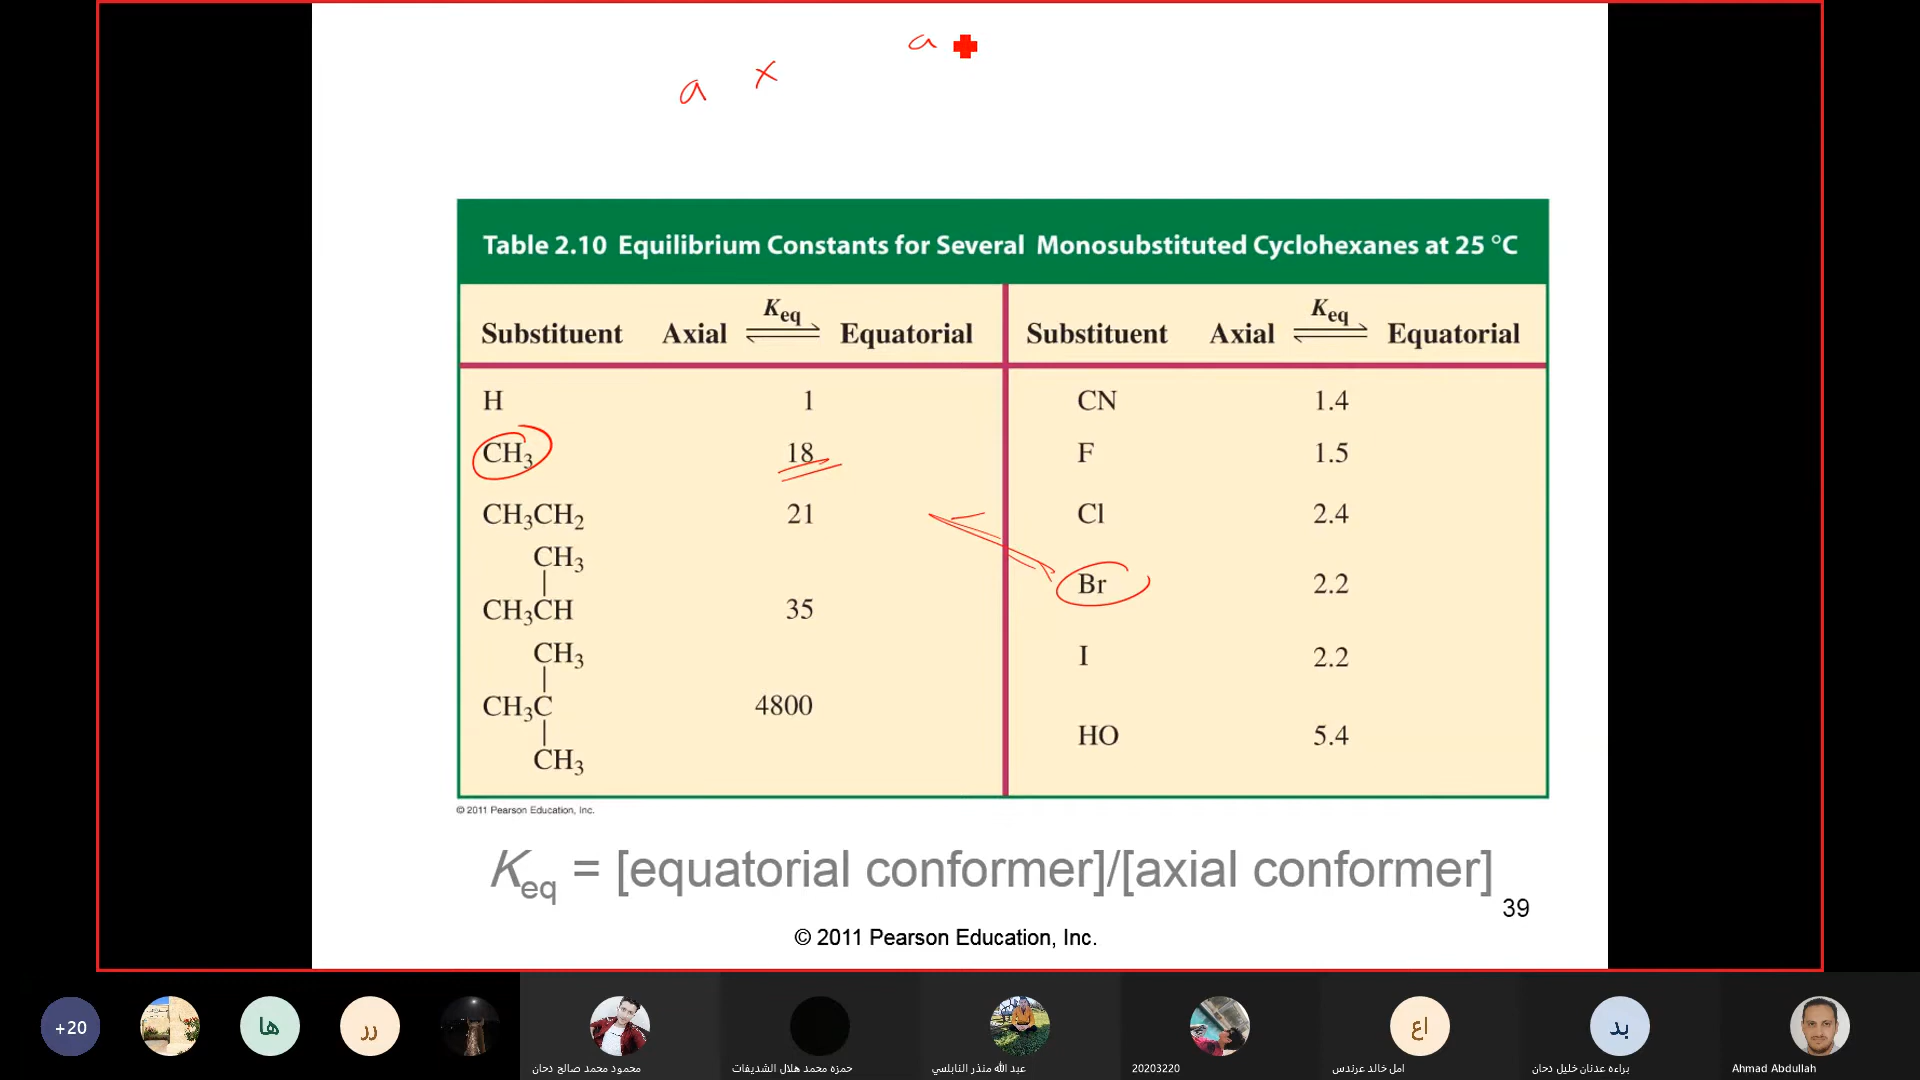 a x a
Table 2.10 Equilibrium Constants for Several Monosubstituted Cyclohexanes at 25 °C
Substituent Axial Keq Equatorial Substituent Axial Keq Equatorial
H 1 CN 1.4
CH3 18 F 1.5
CH3CH2 21 Cl 2.4
CH3
Br 2.2
CH3CH 35
CH3
I 2.2
CH3C 4800
HO 5.4
CH3
© 2011 Pearson Education, Inc.
Keq = [equatorial conformer]/[axial conformer]
39
© 2011 Pearson Education, Inc.
+20 ها رر اع بد
محمود محمد صالح دحان حمزه محمد هلال الشديفات عبد الله منذر النابلسي 20203220 امل خالد عرندس براءه عدنان خليل دحان Ahmad Abdullah